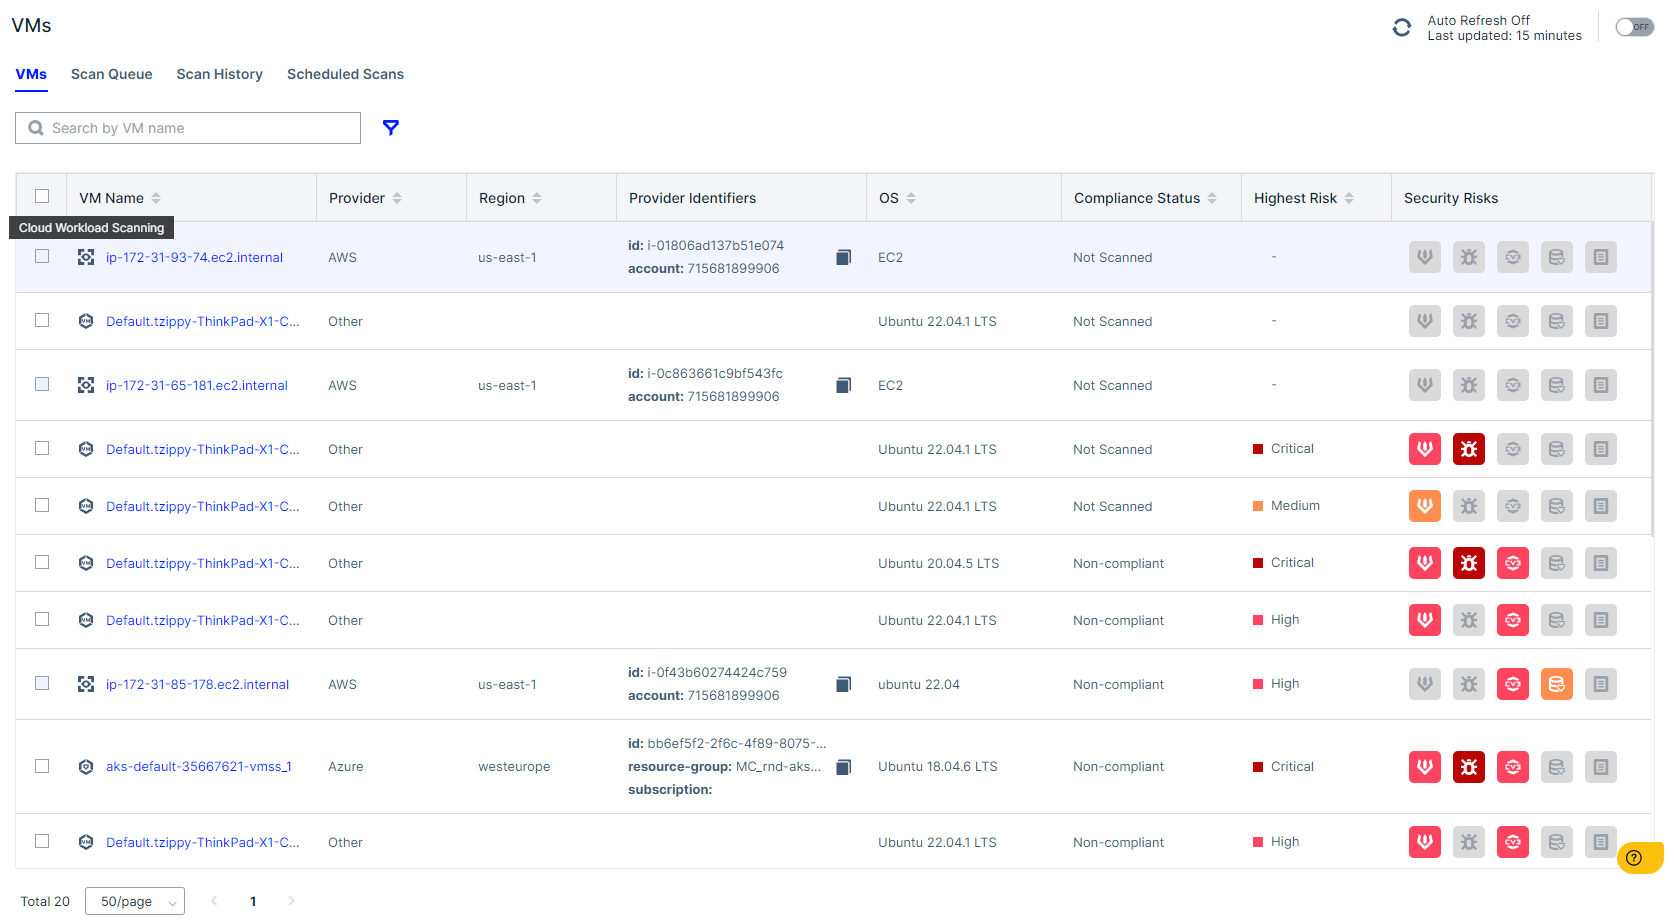 VMs
Auto Refresh Off
Last updated: 15 minutes
OFF
VMs Scan Queue Scan History Scheduled Scans
Search by VM name
VM Name Provider Region Provider Identifiers OS Compliance Status Highest Risk Security Risks
Cloud Workload Scanning
ip-172-31-93-74.ec2.internal AWS us-east-1 id: i-01806ad137b51e074 EC2 Not Scanned -
account: 715681899906
Default.tzippy-ThinkPad-X1-C... Other Ubuntu 22.04.1 LTS Not Scanned -
ip-172-31-65-181.ec2.internal AWS us-east-1 id: i-0c863661c9bf543fc EC2 Not Scanned -
account: 715681899906
Default.tzippy-ThinkPad-X1-C... Other Ubuntu 22.04.1 LTS Not Scanned Critical
Default.tzippy-ThinkPad-X1-C... Other Ubuntu 22.04.1 LTS Not Scanned Medium
Default.tzippy-ThinkPad-X1-C... Other Ubuntu 20.04.5 LTS Non-compliant Critical
Default.tzippy-ThinkPad-X1-C... Other Ubuntu 22.04.1 LTS Non-compliant High
ip-172-31-85-178.ec2.internal AWS us-east-1 id: i-0f43b60274424c759 ubuntu 22.04 Non-compliant High
account: 715681899906
id: bb6ef5f2-2f6c-4f89-8075-...
aks-default-35667621-vmss_1 Azure westeurope resource-group: MC_rnd-aks... Ubuntu 18.04.6 LTS Non-compliant Critical
subscription:
Default.tzippy-ThinkPad-X1-C... Other Ubuntu 22.04.1 LTS Non-compliant High
Total 20 50/page 1